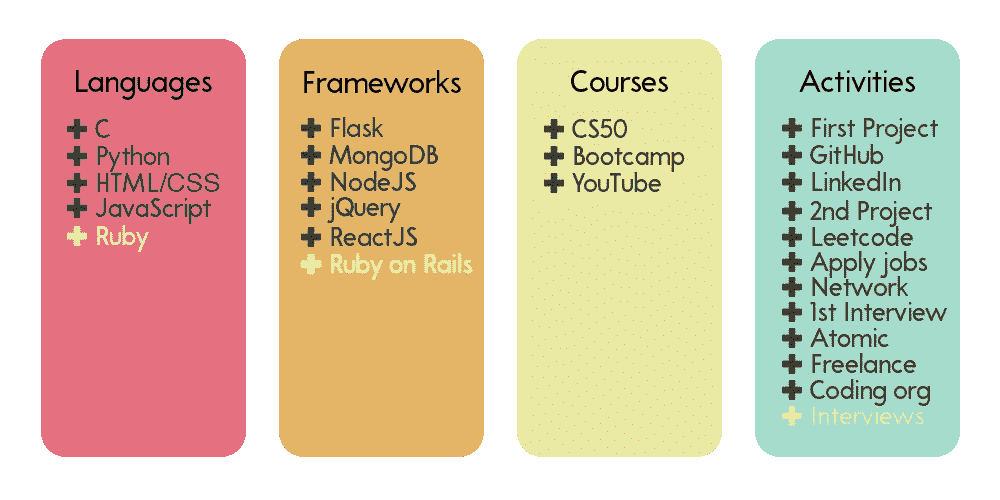 Languages
+ C
+ Python
+ HTML/CSS
+ JavaScript
+ Ruby
Frameworks
+ Flask
+ MongoDB
+ NodeJS
+ jQuery
+ ReactJS
+ Ruby on Rails
Courses
+ CS50
+ Bootcamp
+ YouTube
Activities
+ First Project
+ GitHub
+ LinkedIn
+ 2nd Project
+ Leetcode
+ Apply jobs
+ Network
+ 1st Interview
+ Atomic
+ Freelance
+ Coding org
+ Interviews